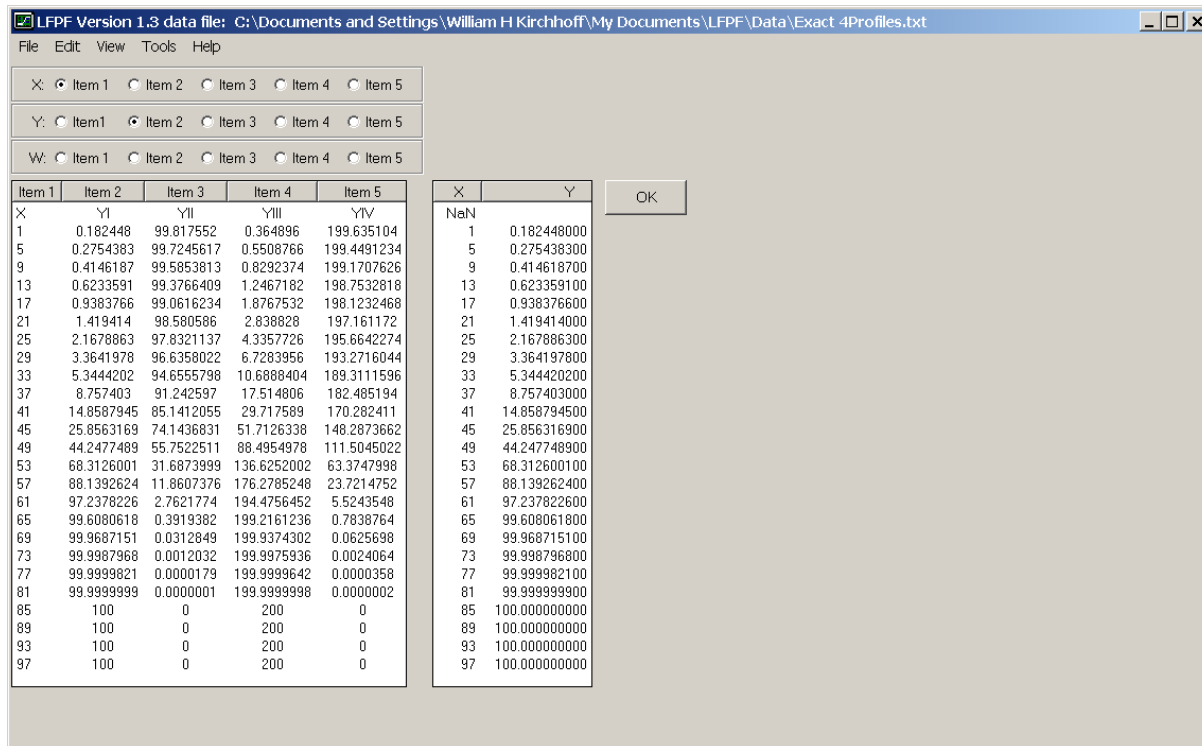 LFPF Version 1.3 data file: C:\Documents and Settings\William H Kirchhoff\My Documents\LFPF\Data\Exact 4Profiles.txt
File Edit View Tools Help
X: Item 1 Item 2 Item 3 Item 4 Item 5
Y: Item1 Item 2 Item 3 Item 4 Item 5
W: Item 1 Item 2 Item 3 Item 4 Item 5
Item 1 Item 2 Item 3 Item 4 Item 5 X Y OK
X YI YII YIII YIV NaN
1 0.182448 99.817552 0.364896 199.635104 1 0.182448000
5 0.2754383 99.7245617 0.5508766 199.4491234 5 0.275438300
9 0.4146187 99.5853813 0.8292374 199.1707626 9 0.414618700
13 0.6233591 99.3766409 1.2467182 198.7532818 13 0.623359100
17 0.9383766 99.0616234 1.8767532 198.1232468 17 0.938376600
21 1.419414 98.580586 2.838828 197.161172 21 1.419414000
25 2.1678863 97.8321137 4.3357726 195.6642274 25 2.167886300
29 3.3641978 96.6358022 6.7283956 193.2716044 29 3.364197800
33 5.3444202 94.6555798 10.6888404 189.3111596 33 5.344420200
37 8.757403 91.242597 17.514806 182.485194 37 8.757403000
41 14.8587945 85.1412055 29.717589 170.282411 41 14.858794500
45 25.8563169 74.1436831 51.7126338 148.2873662 45 25.856316900
49 44.2477489 55.7522511 88.4954978 111.5045022 49 44.247748900
53 68.3126001 31.6873999 136.6252002 63.3747998 53 68.312600100
57 88.1392624 11.8607376 176.2785248 23.7214752 57 88.139262400
61 97.2378226 2.7621774 194.4756452 5.5243548 61 97.237822600
65 99.6080618 0.3919382 199.2161236 0.7838764 65 99.608061800
69 99.9687151 0.0312849 199.9374302 0.0625698 69 99.968715100
73 99.9987968 0.0012032 199.9975936 0.0024064 73 99.998796800
77 99.9999821 0.0000179 199.9999642 0.0000358 77 99.999982100
81 99.9999999 0.0000001 199.9999998 0.0000002 81 99.999999900
85 100 0 200 0 85 100.000000000
89 100 0 200 0 89 100.000000000
93 100 0 200 0 93 100.000000000
97 100 0 200 0 97 100.000000000